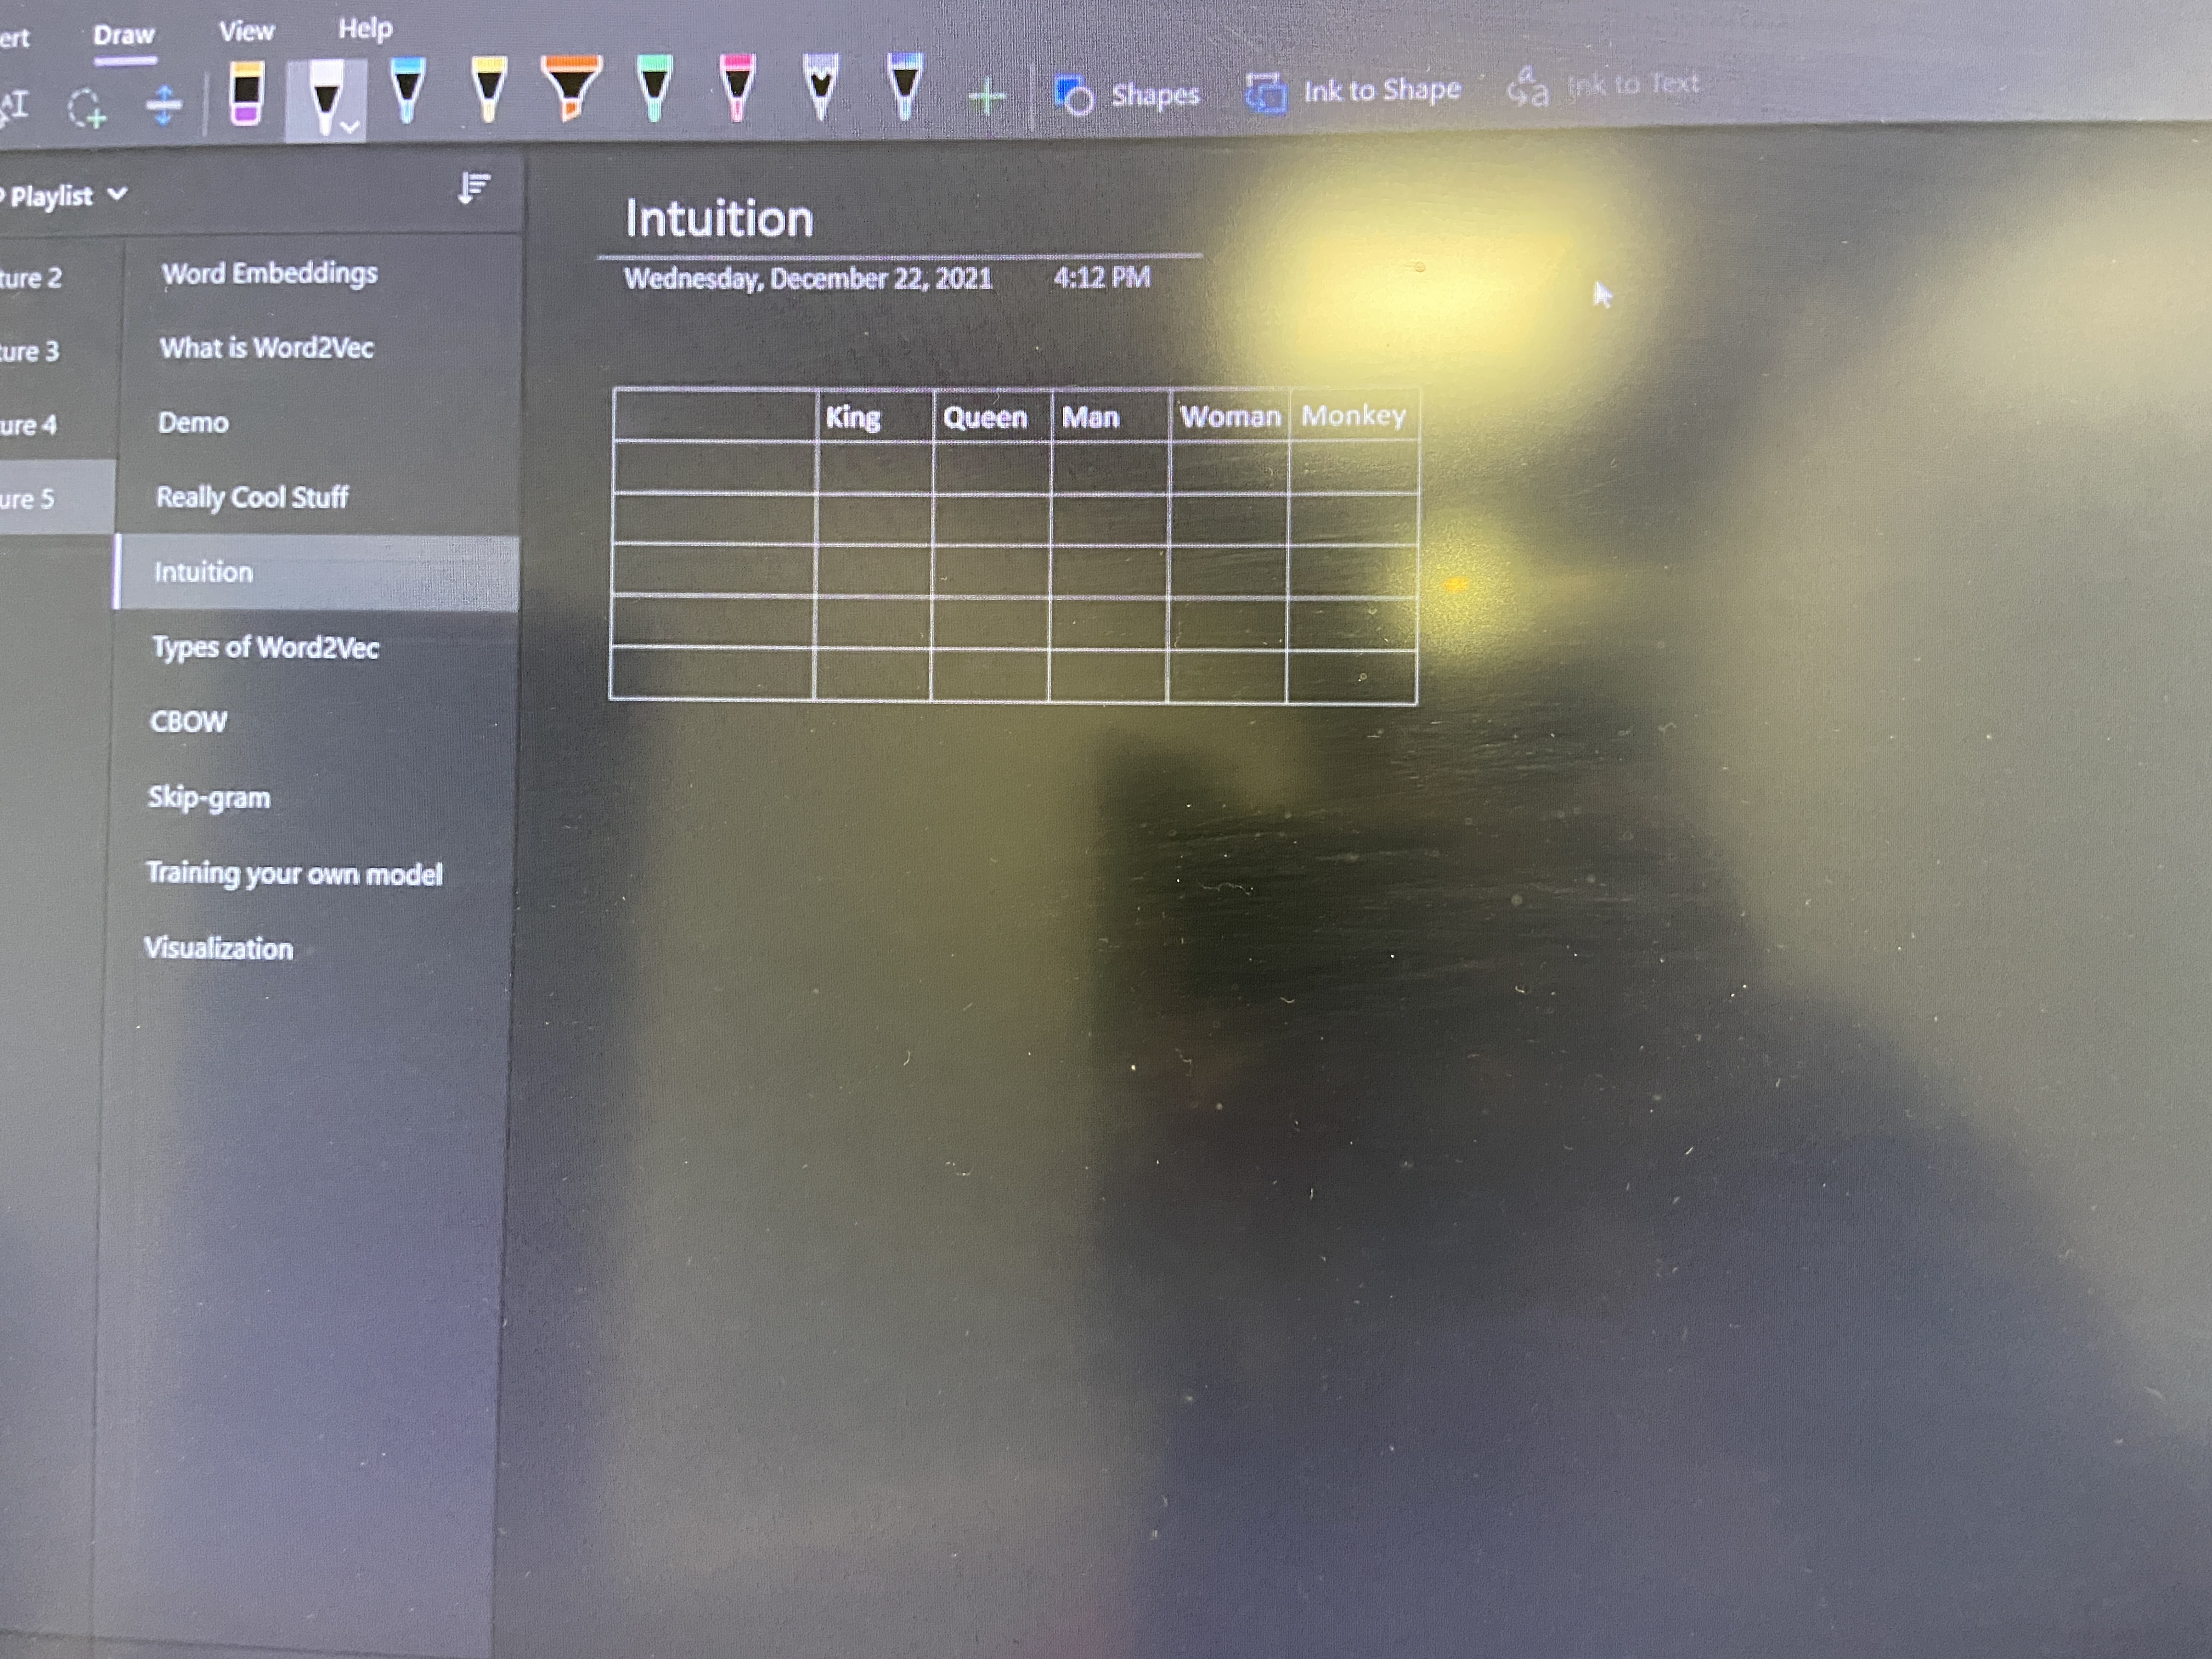 Draw View Help
Shapes Ink to Shape Ink to Text
Playlist
Word Embeddings
What is Word2Vec
Demo
Really Cool Stuff
Intuition
Types of Word2Vec
CBOW
Skip-gram
Training your own model
Visualization
ture 2
ture 3
ure 4
ure 5
Intuition
Wednesday, December 22, 2021 4:12 PM
King Queen Man Woman Monkey